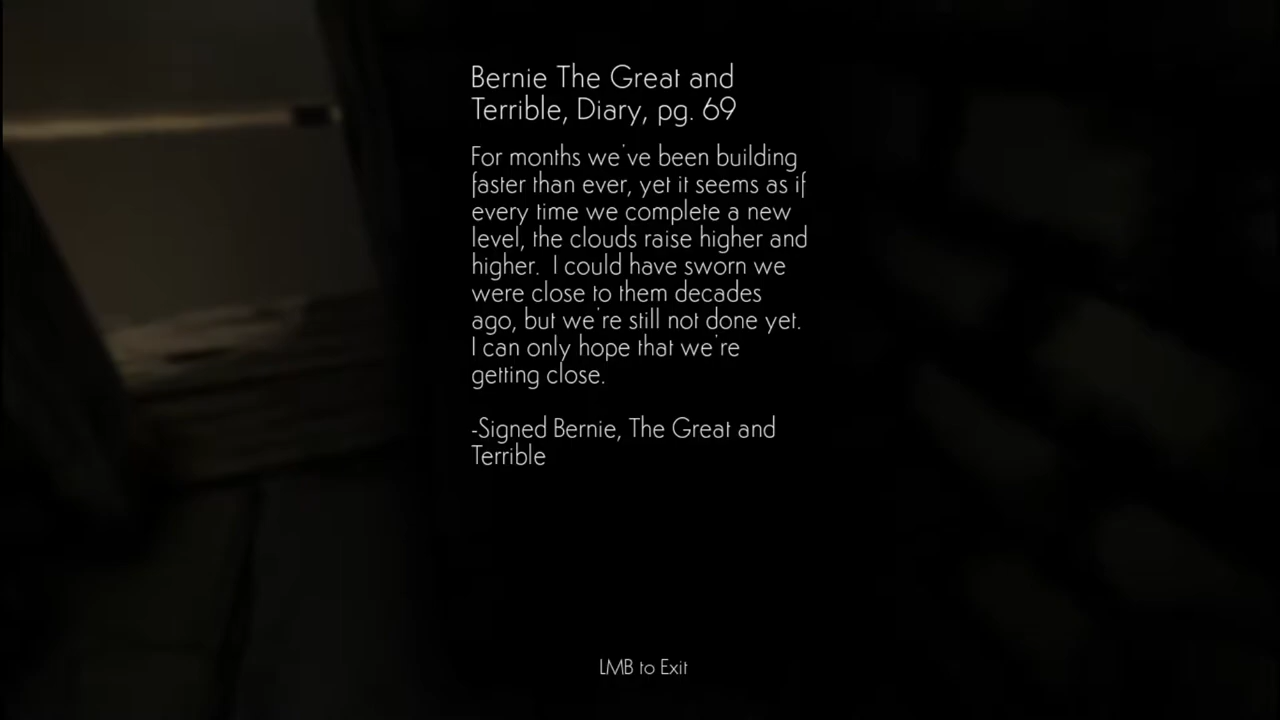 Bernie The Great and
Terrible, Diary, pg. 69
For months we've been building
faster than ever, yet it seems as if
every time we complete a new
level, the clouds raise higher and
higher.  I could have sworn we
were close to them decades
ago, but we're still not done yet.
I can only hope that we're
getting close.
-Signed Bernie, The Great and
Terrible
LMB to Exit